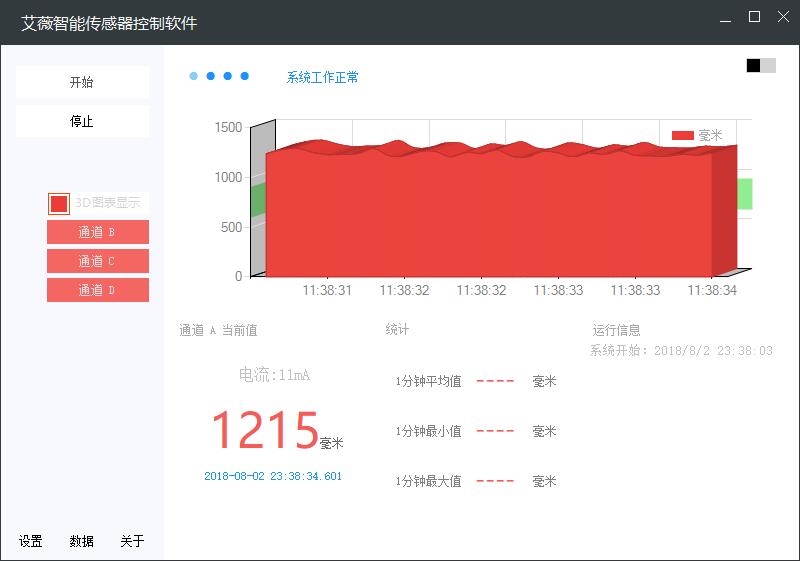 艾薇智能传感器控制软件
开始
停止
3D图表显示
通道 B
通道 C
通道 D
设置 数据 关于
系统工作正常
1500
1000
500
0
毫米
11:38:31 11:38:32 11:38:32 11:38:33 11:38:33 11:38:34
通道 A 当前值
电流:11mA
1215毫米
2018-08-02 23:38:34.601
统计
1分钟平均值 ---- 毫米
1分钟最小值 ---- 毫米
1分钟最大值 ---- 毫米
运行信息
系统开始: 2018/8/2 23:38:03